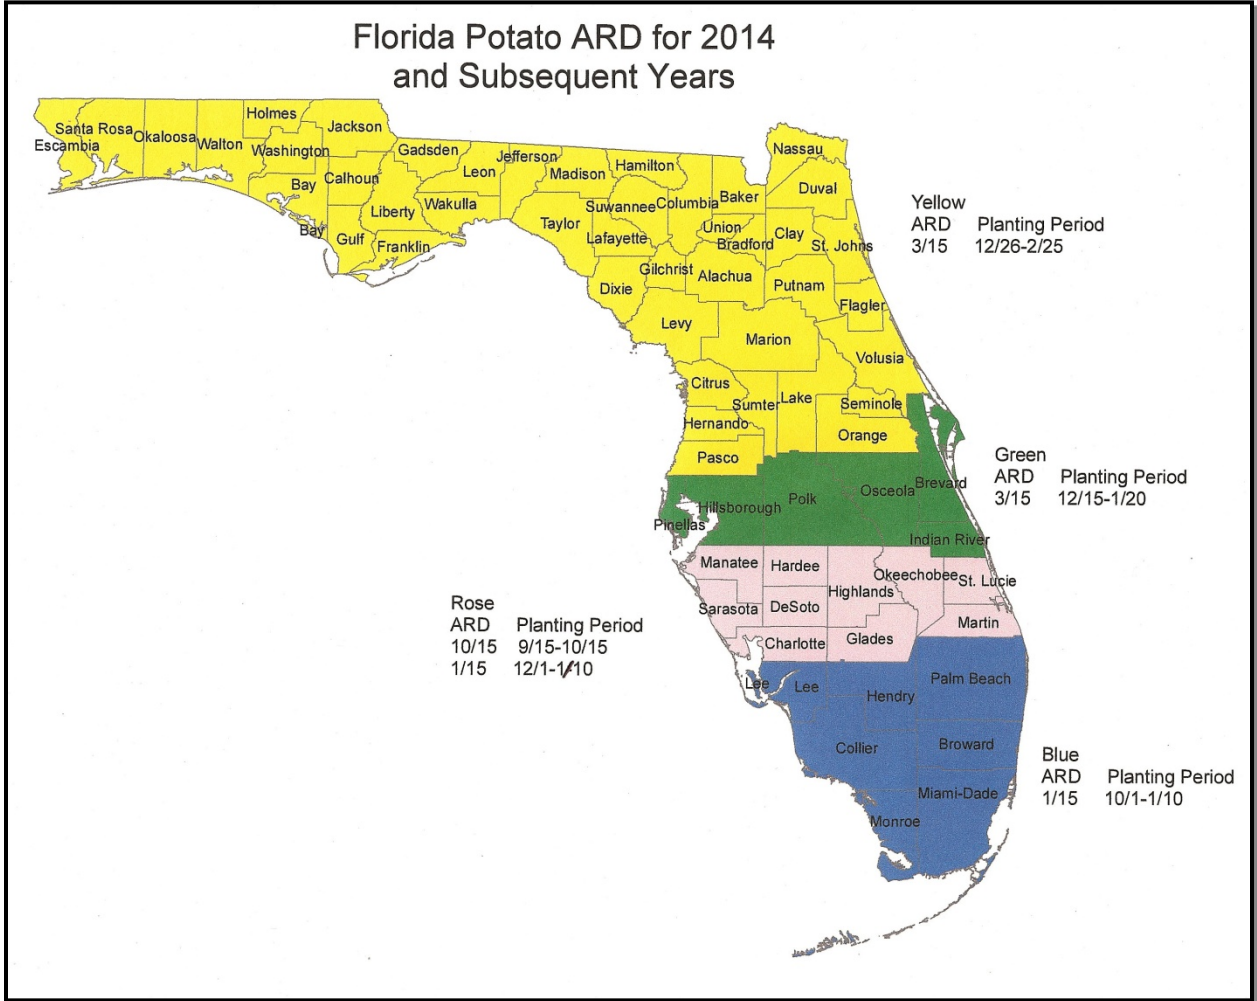 Florida Potato ARD for 2014
and Subsequent Years
Holmes
Jackson
Santa Rosa
Okaloosa
Walton
Escambia
Washington
Gadsden
Jefferson
Leon
Madison
Hamilton
Nassau
Bay
Calhoun
Liberty
Wakulla
Suwannee
Columbia
Baker
Duval
Bay
Gulf
Franklin
Taylor
Lafayette
Union
Bradford
Clay
St. Johns
Dixie
Gilchrist
Alachua
Putnam
Flagler
Levy
Marion
Volusia
Citrus
Sumter
Lake
Seminole
Hernando
Orange
Pasco
Yellow
ARD Planting Period
3/15 12/26-2/25
Pinellas
Hillsborough
Polk
Osceola
Brevard
Indian River
Green
ARD Planting Period
3/15 12/15-1/20
Manatee
Hardee
Okeechobee
St. Lucie
Highlands
Sarasota
DeSoto
Martin
Charlotte
Glades
Rose
ARD Planting Period
10/15 9/15-10/15
1/15 12/1-1/10
Lee
Lee
Hendry
Palm Beach
Collier
Broward
Miami-Dade
Monroe
Blue
ARD Planting Period
1/15 10/1-1/10